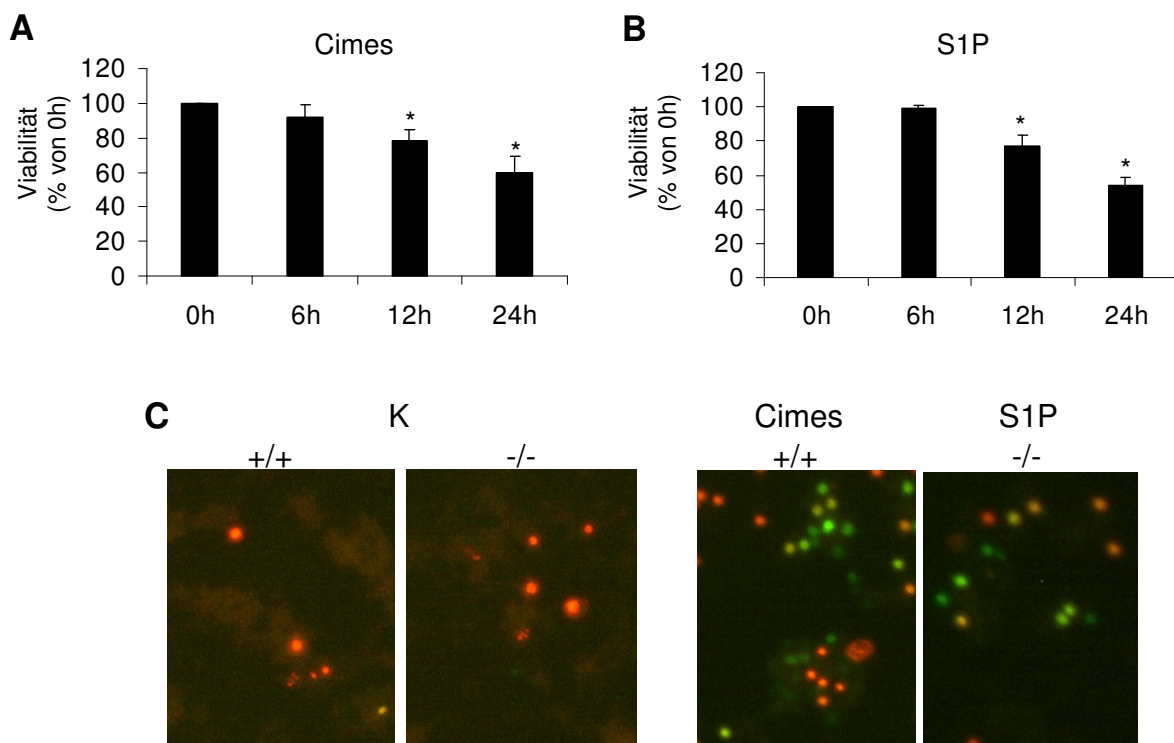 A
Cimes
Viabilität
(% von 0h)
120
100
80
60
40
20
0
*
*
0h 6h 12h 24h
B
S1P
Viabilität
(% von 0h)
120
100
80
60
40
20
0
*
*
0h 6h 12h 24h
C
K Cimes S1P
+/+ -/- +/+ -/-